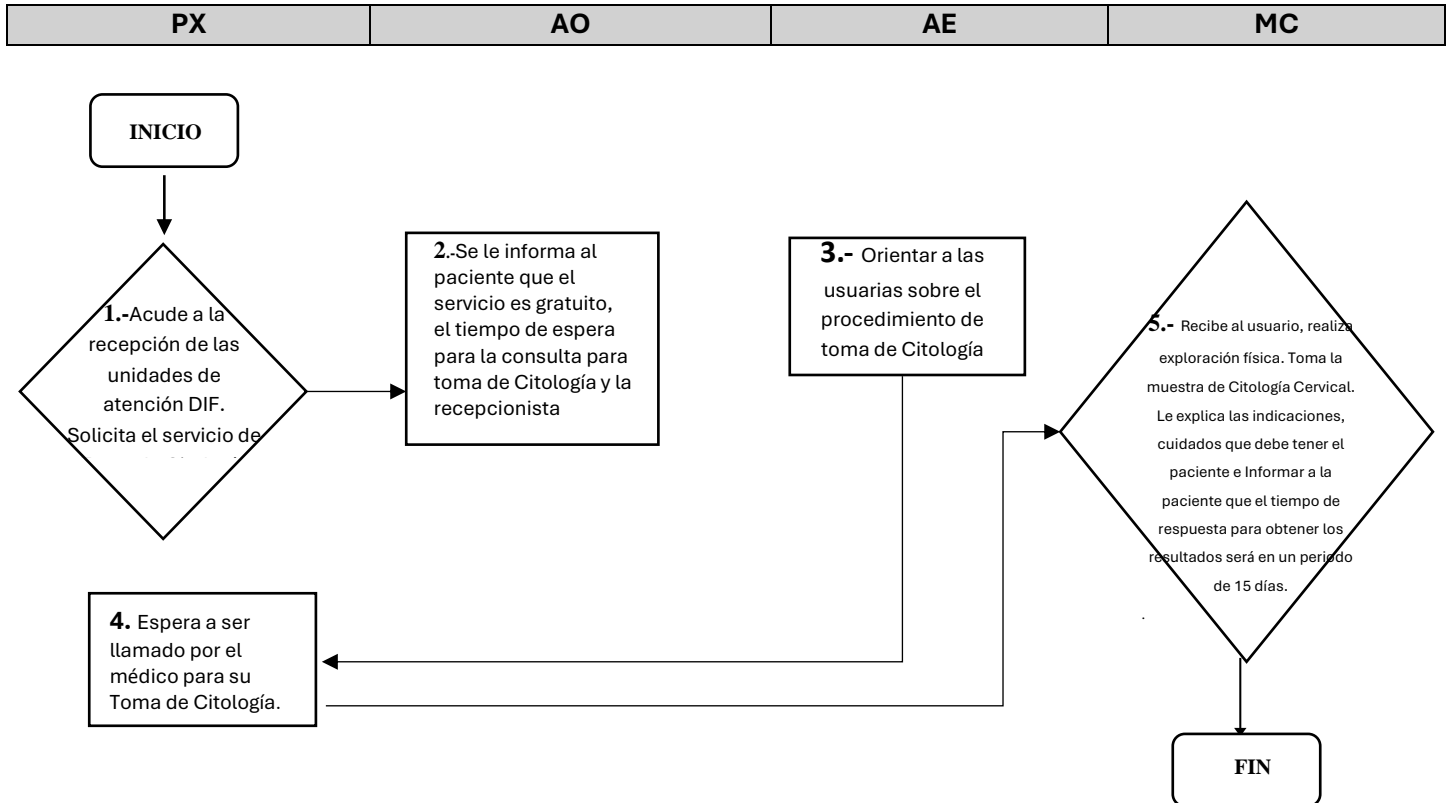 PX AO AE MC
INICIO
1.-Acude a la
recepción de las
unidades de
atención DIF.
Solicita el servicio de
2.-Se le informa al
paciente que el
servicio es gratuito,
el tiempo de espera
para la consulta para
toma de Citología y la
recepcionista
3.- Orientar a las
usuarias sobre el
procedimiento de
toma de Citología
4. Espera a ser
llamado por el
médico para su
Toma de Citología.
5.- Recibe al usuario, realiza
exploración física. Toma la
muestra de Citología Cervical.
Le explica las indicaciones,
cuidados que debe tener el
paciente e Informar a la
paciente que el tiempo de
respuesta para obtener los
resultados será en un periodo
de 15 días.
.
FIN